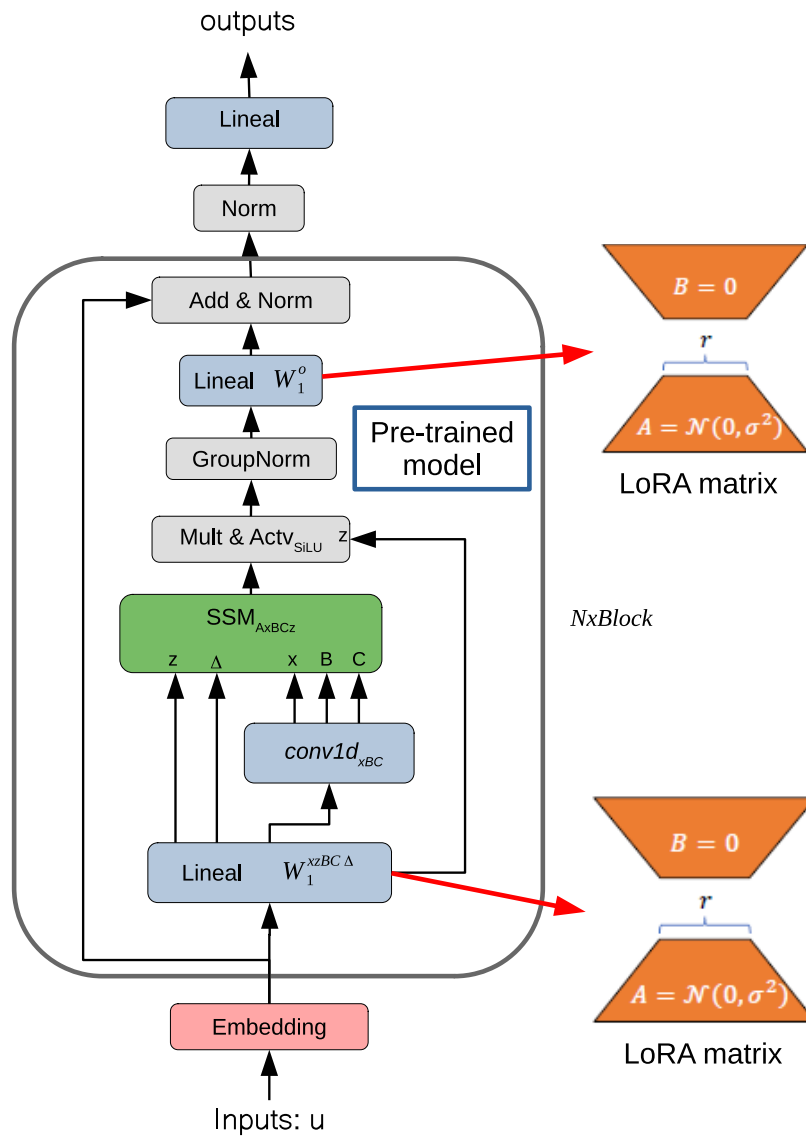 outputs
Lineal
Norm
Add & Norm
Lineal W₁ᵒ
GroupNorm
Mult & Actv_SiLU z
SSM_AxBCz
z Δ x B C
conv1d_xBC
Lineal W₁^xzBC Δ
Embedding
Inputs: u
Pre-trained
model
NxBlock
B = 0
r
A = 𝒩(0, σ²)
LoRA matrix
B = 0
r
A = 𝒩(0, σ²)
LoRA matrix